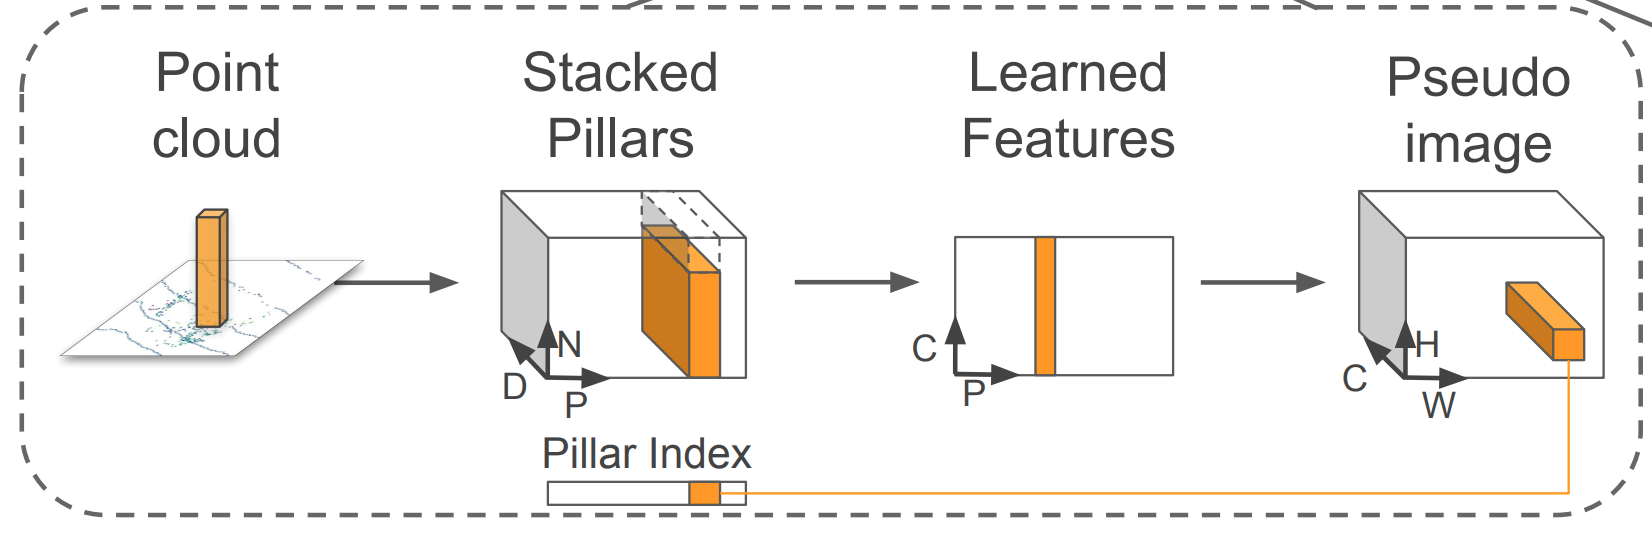 Point
cloud
Stacked
Pillars
Learned
Features
Pseudo
image
N
D
P
C
P
H
C
W
Pillar Index